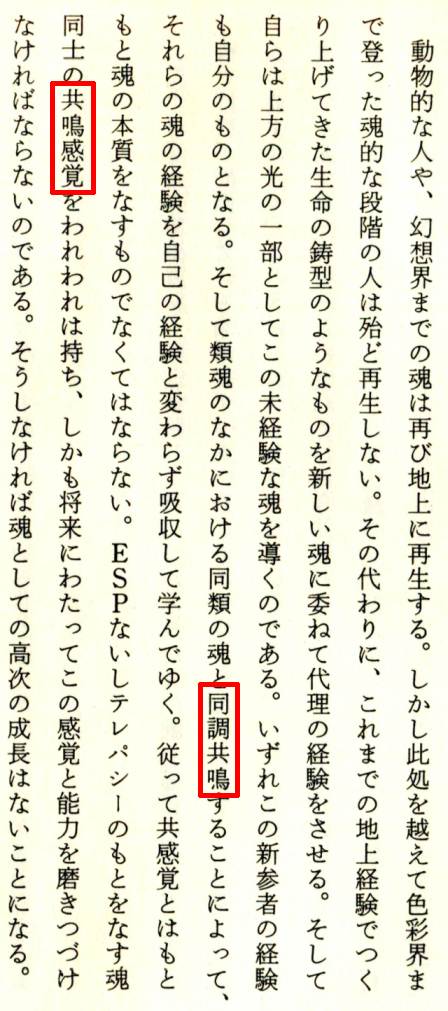 動物的な人や、幻想界までの魂は再び地上に再生する。しかし此処を越えて色彩界ま
で登った魂的な段階の人は殆ど再生しない。その代わりに、これまでの地上経験でつく
り上げてきた生命の鋳型のようなものを新しい魂に委ねて代理の経験をさせる。そして
自らは上方の光の一部としてこの未経験な魂を導くのである。いずれこの新参者の経験
も自分のものとなる。そして類魂のなかにおける同類の魂と同調共鳴することによって、
それらの魂の経験を自己の経験と変わらず吸収して学んでゆく。従って共感覚とはもと
もと魂の本質をなすものでなくてはならない。ESPないしテレパシーのもとをなす魂
同士の共鳴感覚をわれわれは持ち、しかも将来にわたってこの感覚と能力を磨きつづけ
なければならないのである。そうしなければ魂としての高次の成長はないことになる。